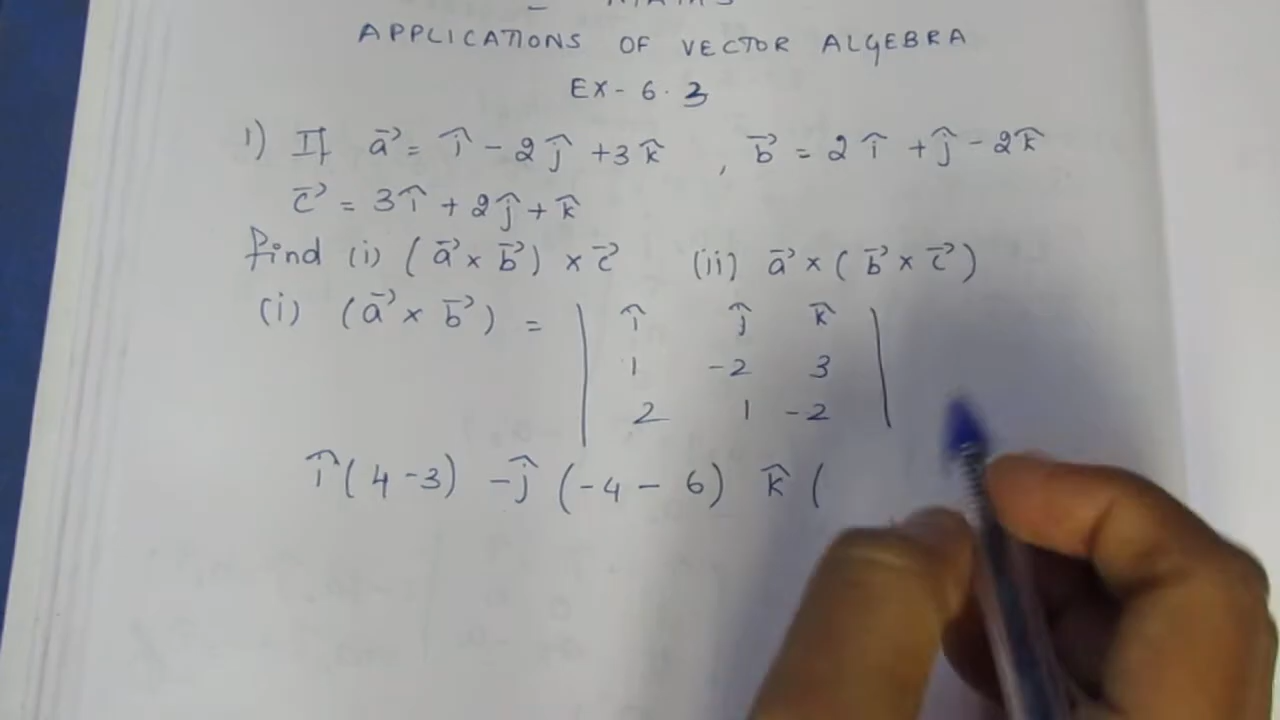 APPLICATIONS OF VECTOR ALGEBRA
EX- 6.3
1) If a⃗ = î - 2ĵ + 3k̂ , b⃗ = 2î + ĵ - 2k̂
c⃗ = 3î + 2ĵ + k̂
find (i) (a⃗ × b⃗) × c⃗ (ii) a⃗ × (b⃗ × c⃗)
(i) (a⃗ × b⃗) = | î ĵ k̂ |
1 -2 3
2 1 -2
î(4-3) -ĵ(-4-6) k̂(